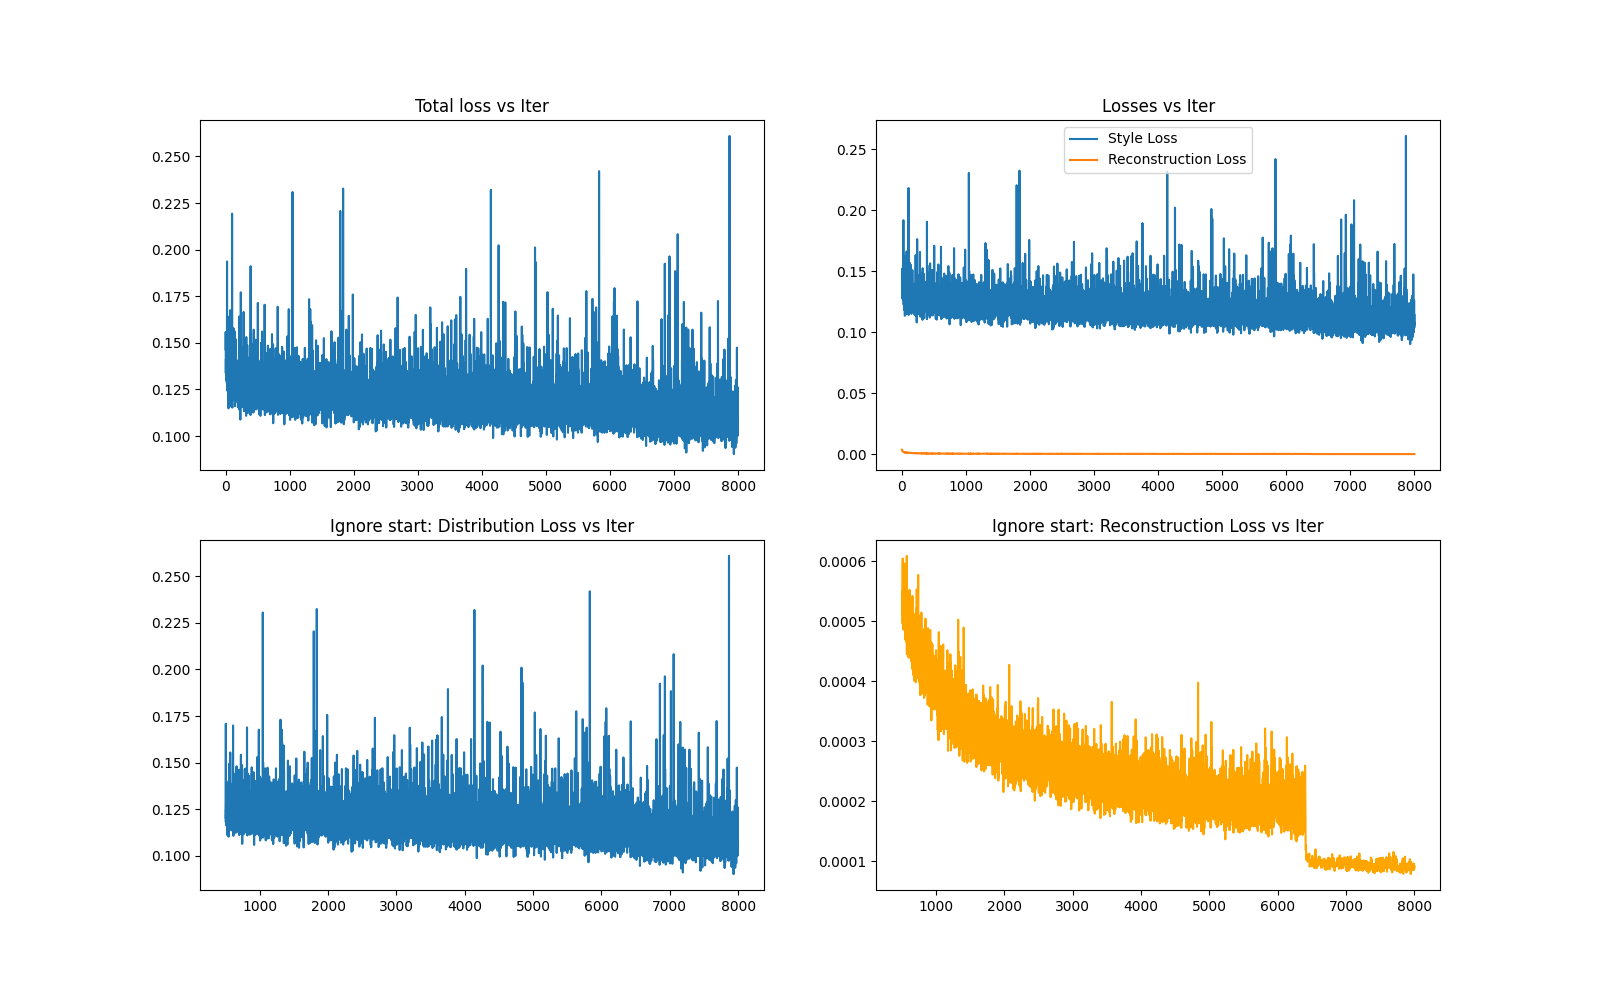 Total loss vs Iter
0.250
0.225
0.200
0.175
0.150
0.125
0.100
0 1000 2000 3000 4000 5000 6000 7000 8000
Losses vs Iter
Style Loss
Reconstruction Loss
0.25
0.20
0.15
0.10
0.05
0.00
0 1000 2000 3000 4000 5000 6000 7000 8000
Ignore start: Distribution Loss vs Iter
0.250
0.225
0.200
0.175
0.150
0.125
0.100
1000 2000 3000 4000 5000 6000 7000 8000
Ignore start: Reconstruction Loss vs Iter
0.0006
0.0005
0.0004
0.0003
0.0002
0.0001
1000 2000 3000 4000 5000 6000 7000 8000